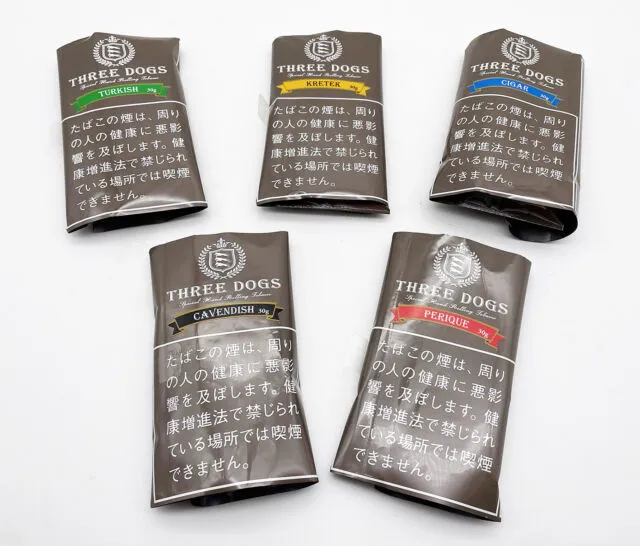 THREE DOGS
Special Hand Rolling Tobacco
TURKISH 30g
たばこの煙は、周り
の人の健康に悪影
響を及ぼします。健
康増進法で禁じられ
ている場所では喫煙
できません。
THREE DOGS
Special Hand Rolling Tobacco
KRETEK 30g
たばこの煙は、周り
の人の健康に悪影
響を及ぼします。健
康増進法で禁じられ
ている場所では喫煙
できません。
THREE DOGS
Special Hand Rolling Tobacco
CIGAR 30g
たばこの煙は、周り
の人の健康に悪影
響を及ぼします。健
康増進法で禁じられ
ている場所では喫煙
できません。
THREE DOGS
Special Hand Rolling Tobacco
CAVENDISH 30g
たばこの煙は、周り
の人の健康に悪影
響を及ぼします。健
康増進法で禁じられ
ている場所では喫煙
できません。
THREE DOGS
Special Hand Rolling Tobacco
PERIQUE 30g
たばこの煙は、周り
の人の健康に悪影
響を及ぼします。健
康増進法で禁じられ
ている場所では喫煙
できません。